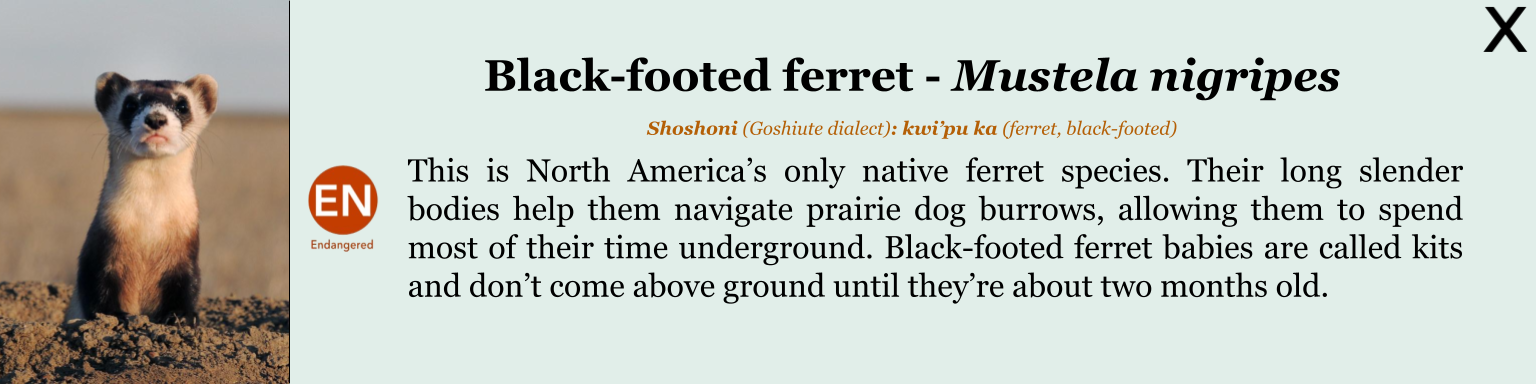 X
Black-footed ferret - Mustela nigripes
Shoshoni (Goshiute dialect): kwi’pu ka (ferret, black-footed)
This is North America’s only native ferret species. Their long slender
bodies help them navigate prairie dog burrows, allowing them to spend
most of their time underground. Black-footed ferret babies are called kits
and don’t come above ground until they’re about two months old.
EN
Endangered